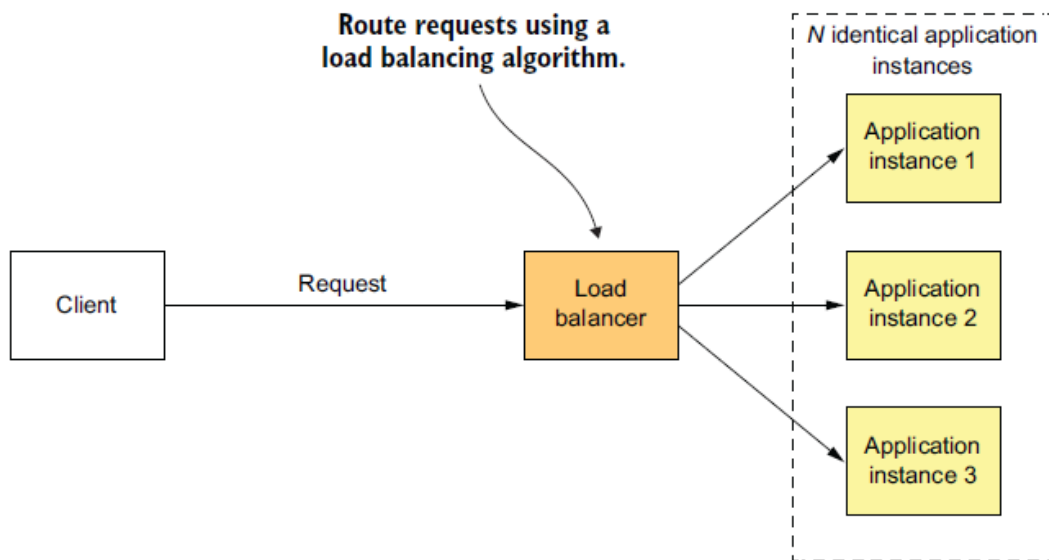 Route requests using a
load balancing algorithm.
N identical application
instances
Application
instance 1
Client
Request
Load
balancer
Application
instance 2
Application
instance 3